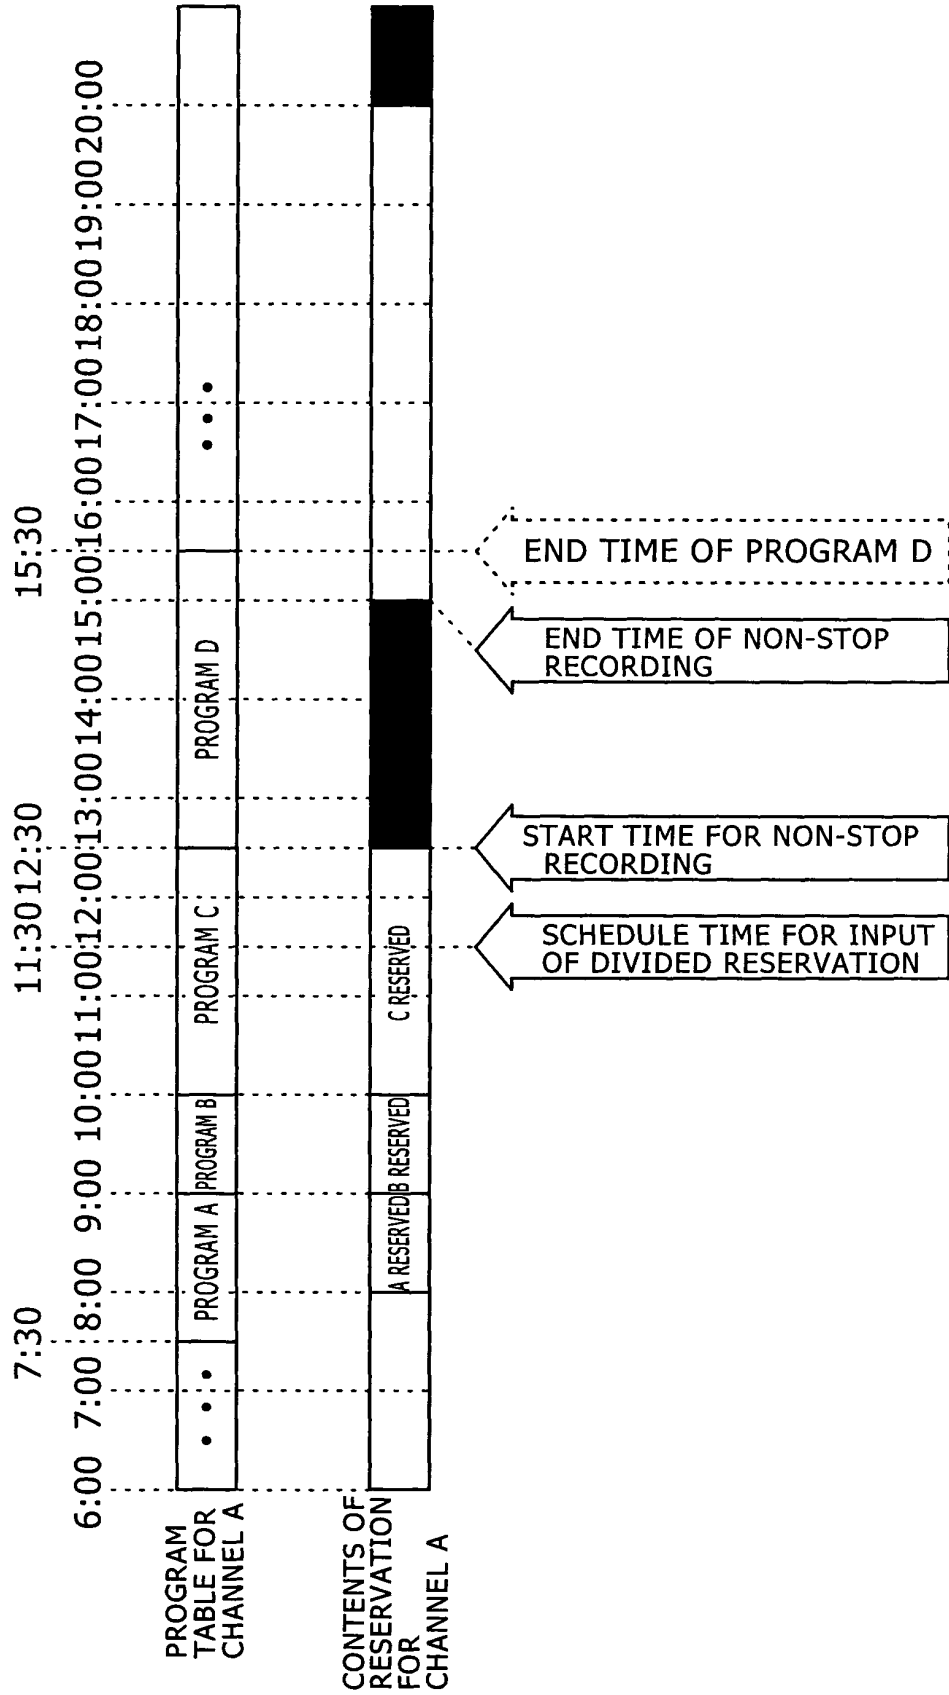 7:30
11:30
12:30
15:30
6:00
7:00
8:00
9:00
10:00
11:00
12:00
13:00
14:00
15:00
16:00
17:00
18:00
19:00
20:00
PROGRAM
TABLE FOR
CHANNEL A
• • •
PROGRAM A
PROGRAM B
PROGRAM C
PROGRAM D
• • •
CONTENTS OF
RESERVATION
FOR
CHANNEL A
A RESERVED
B RESERVED
C RESERVED
SCHEDULE TIME FOR INPUT
OF DIVIDED RESERVATION
START TIME FOR NON-STOP
RECORDING
END TIME OF NON-STOP
RECORDING
END TIME OF PROGRAM D